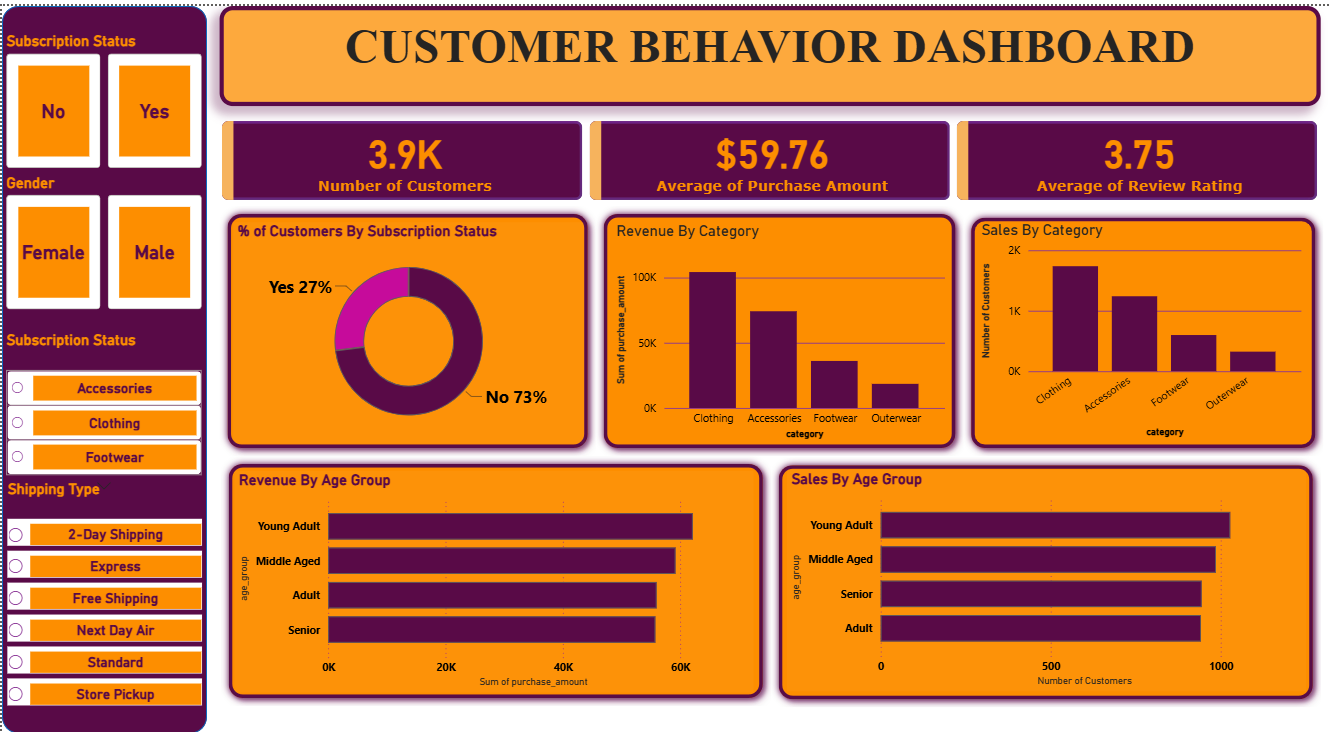 Subscription Status
No
Yes
Gender
Female
Male
Subscription Status
Accessories
Clothing
Footwear
Shipping Type
2-Day Shipping
Express
Free Shipping
Next Day Air
Standard
Store Pickup
CUSTOMER BEHAVIOR DASHBOARD
3.9K
Number of Customers
$59.76
Average of Purchase Amount
3.75
Average of Review Rating
% of Customers By Subscription Status
Yes 27%
No 73%
Revenue By Category
Sum of purchase_amount
100K
50K
0K
Clothing
Accessories
Footwear
Outerwear
category
Sales By Category
Number of Customers
2K
1K
0K
Clothing
Accessories
Footwear
Outerwear
category
Revenue By Age Group
age_group
Young Adult
Middle Aged
Adult
Senior
0K
20K
40K
60K
Sum of purchase_amount
Sales By Age Group
age_group
Young Adult
Middle Aged
Senior
Adult
0
500
1000
Number of Customers